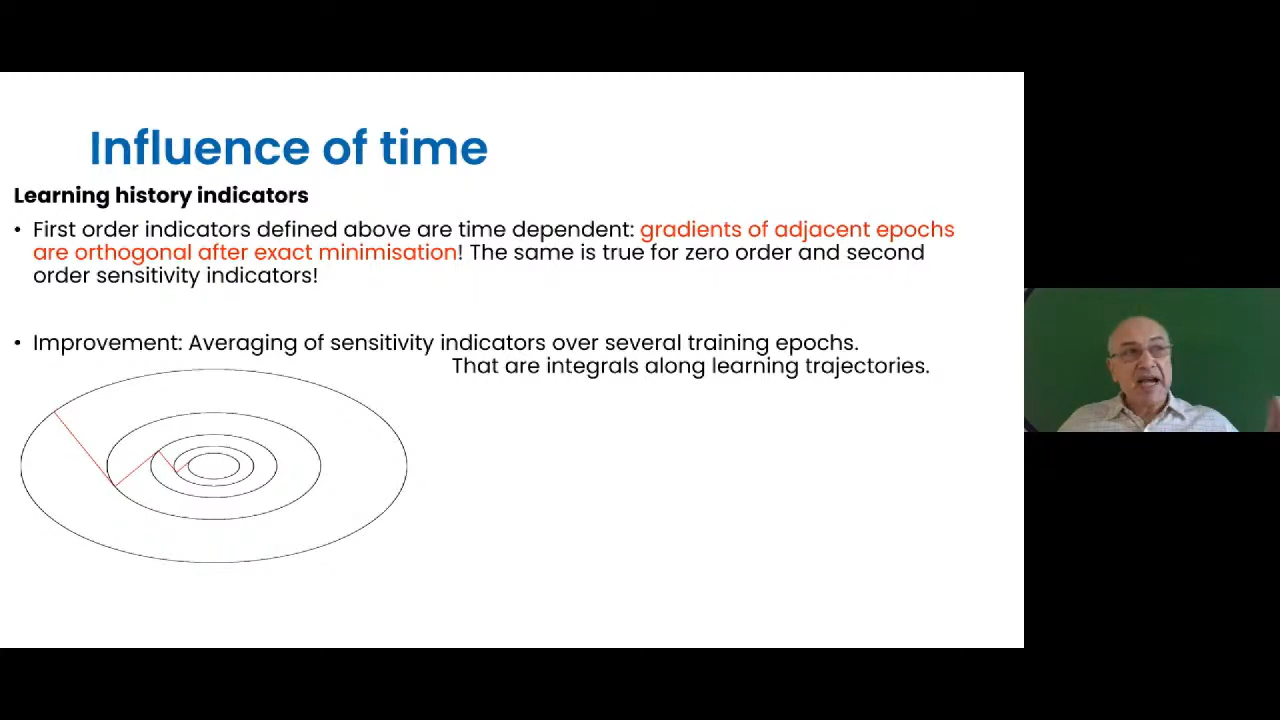 Influence of time
Learning history indicators
• First order indicators defined above are time dependent: gradients of adjacent epochs
are orthogonal after exact minimisation! The same is true for zero order and second
order sensitivity indicators!
• Improvement: Averaging of sensitivity indicators over several training epochs.
That are integrals along learning trajectories.